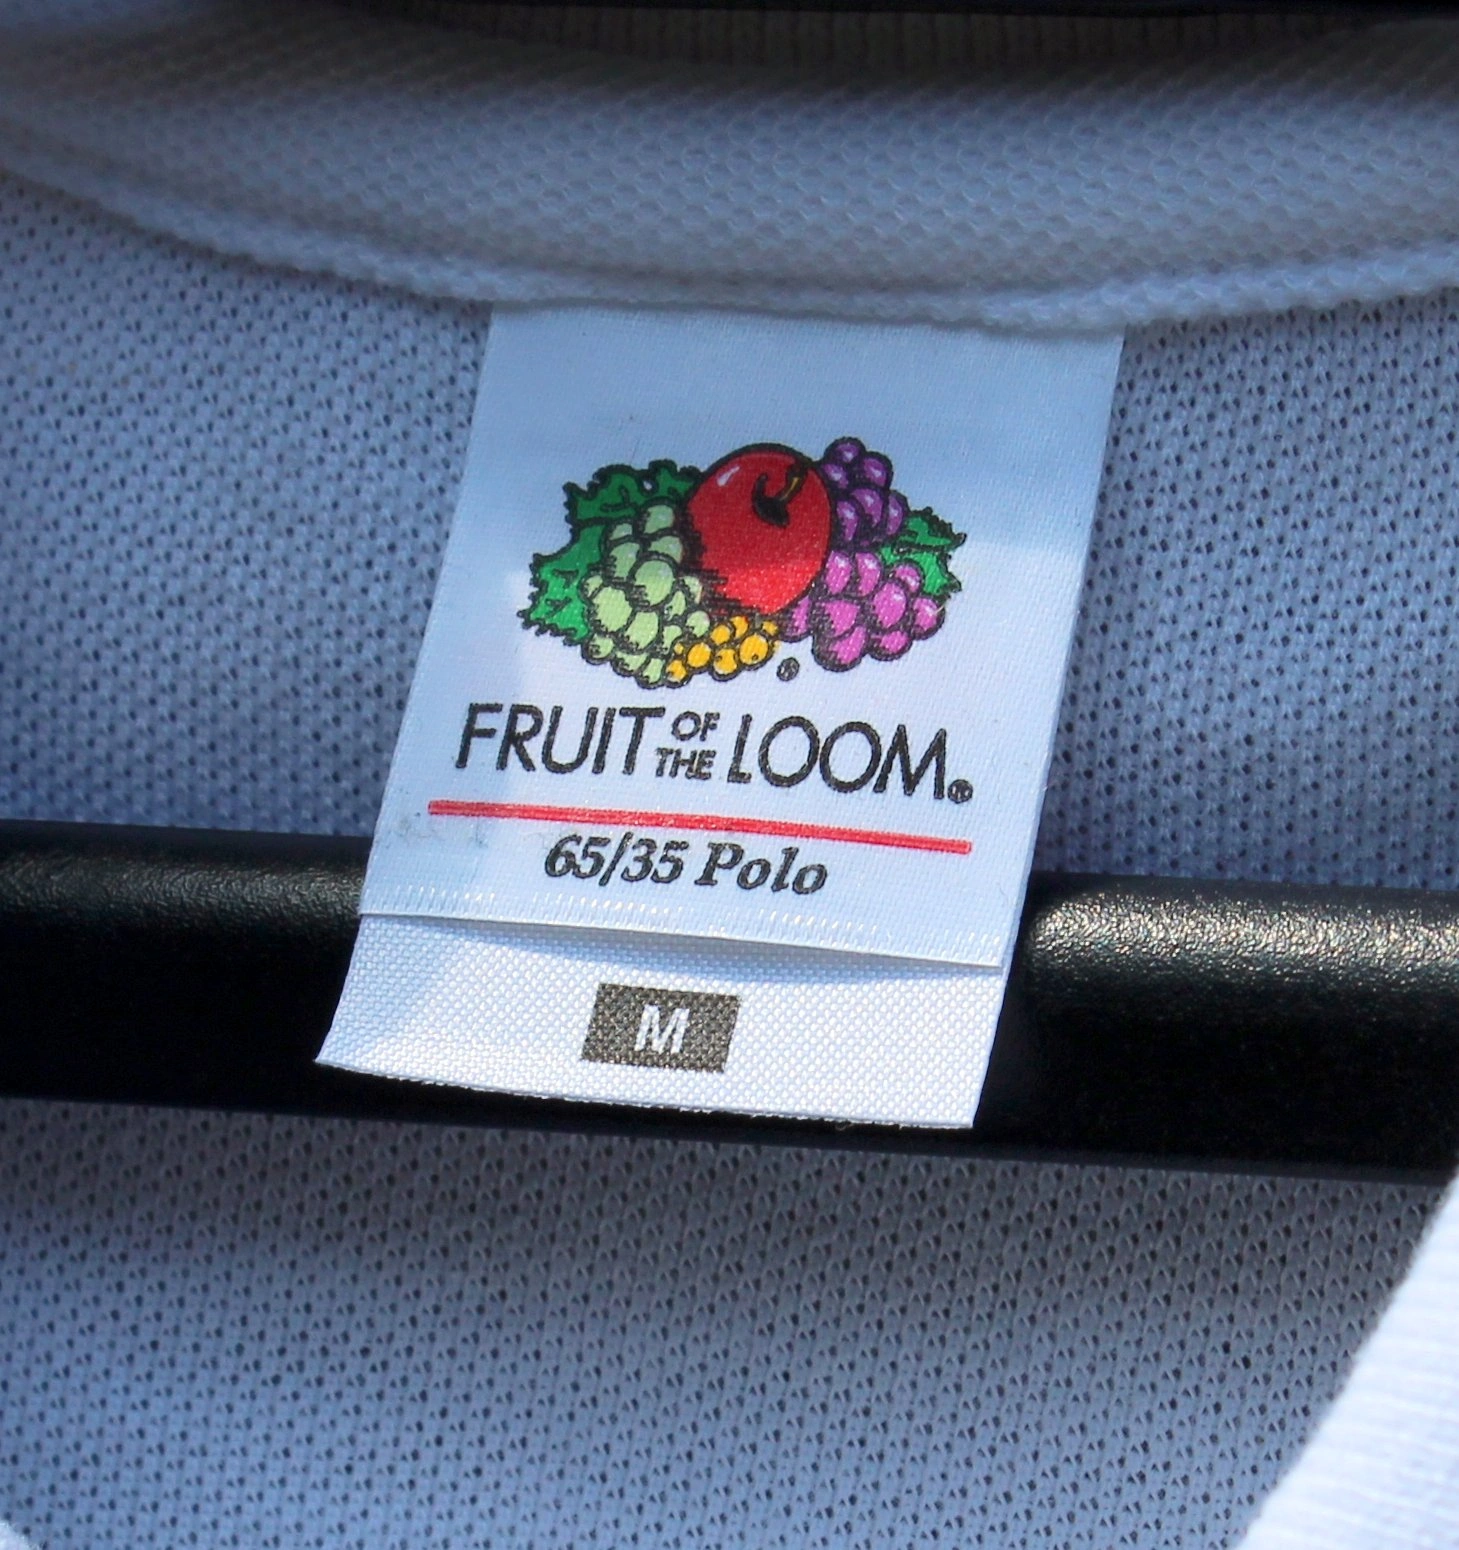 ®
FRUIT OF THE LOOM®
65/35 Polo
M